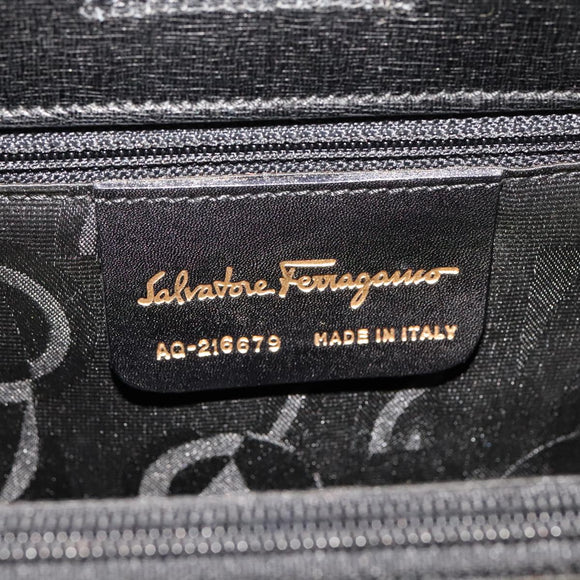 Salvatore Ferragamo
AQ-216679 MADE IN ITALY